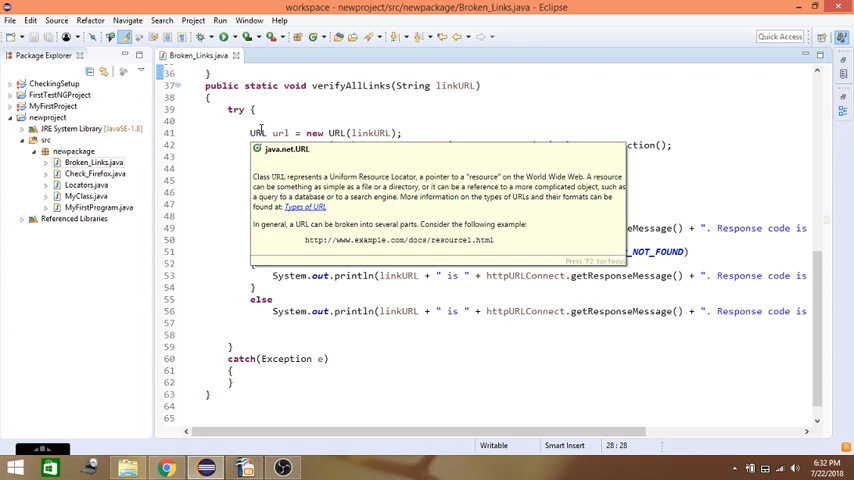 workspace - newproject/src/newpackage/Broken_Links.java - Eclipse
File Edit Source Refactor Navigate Search Project Run Window Help
Quick Access
Package Explorer
Broken_Links.java
CheckingSetup
FirstTestNGProject
MyFirstProject
newproject
JRE System Library [JavaSE-1.8]
src
newpackage
Broken_Links.java
Check_Firefox.java
Locators.java
MyClass.java
MyFirstProgram.java
Referenced Libraries
36 }
37 public static void verifyAllLinks(String linkURL)
38 {
39 try {
40
41 URL url = new URL(linkURL);
42 ction();
java.net.URL
Class URL represents a Uniform Resource Locator, a pointer to a "resource" on the World Wide Web. A resource
can be something as simple as a file or a directory, or it can be a reference to a more complicated object, such as
a query to a database or to a search engine. More information on the types of URLs and their formats can be
found at: Types of URL
In general, a URL can be broken into several parts. Consider the following example:
http://www.example.com/docs/resource1.html
Press 'F2' for focus
43
44
45
46
47
48
49 seMessage() + ". Response code is
50
51 _NOT_FOUND)
52 {
53 System.out.println(linkURL + " is " + httpURLConnect.getResponseMessage() + ". Response code is
54 }
55 else
56 System.out.println(linkURL + " is " + httpURLConnect.getResponseMessage() + ". Response code is
57
58
59 }
60 catch(Exception e)
61 {
62 }
63 }
64
65
Writable Smart Insert 28 : 28
6:32 PM
7/22/2018